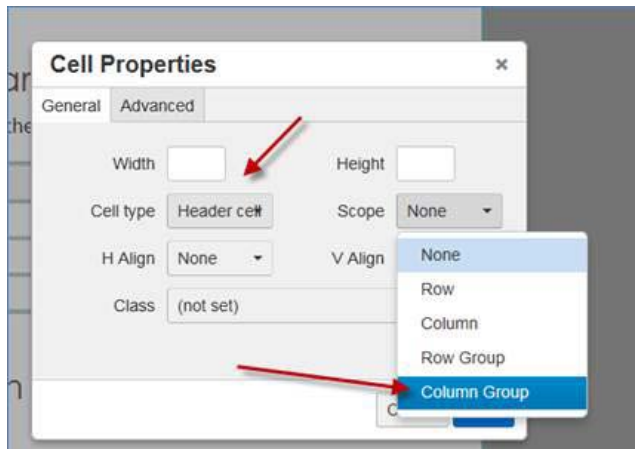 Cell Properties ×
General Advanced
the
Width Height
Cell type Header cell Scope None
H Align None V Align None
Class (not set) Row
Column
Row Group
Column Group